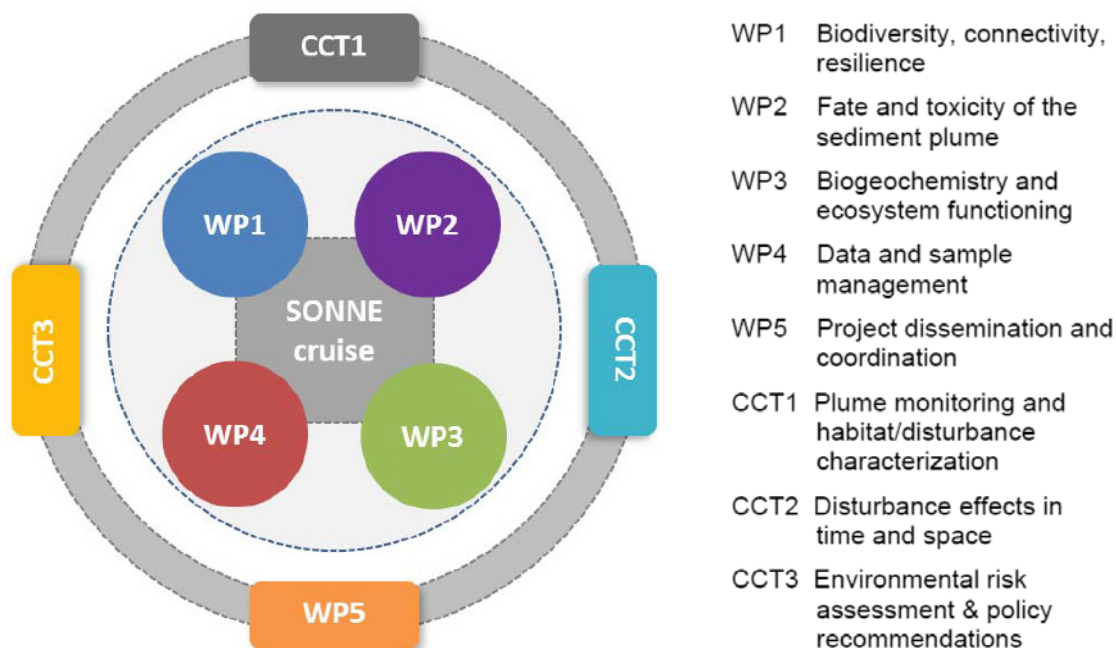 CCT1
WP1
WP2
SONNE
cruise
CCT3
CCT2
WP4
WP3
WP5
WP1 Biodiversity, connectivity,
resilience
WP2 Fate and toxicity of the
sediment plume
WP3 Biogeochemistry and
ecosystem functioning
WP4 Data and sample
management
WP5 Project dissemination and
coordination
CCT1 Plume monitoring and
habitat/disturbance
characterization
CCT2 Disturbance effects in
time and space
CCT3 Environmental risk
assessment & policy
recommendations